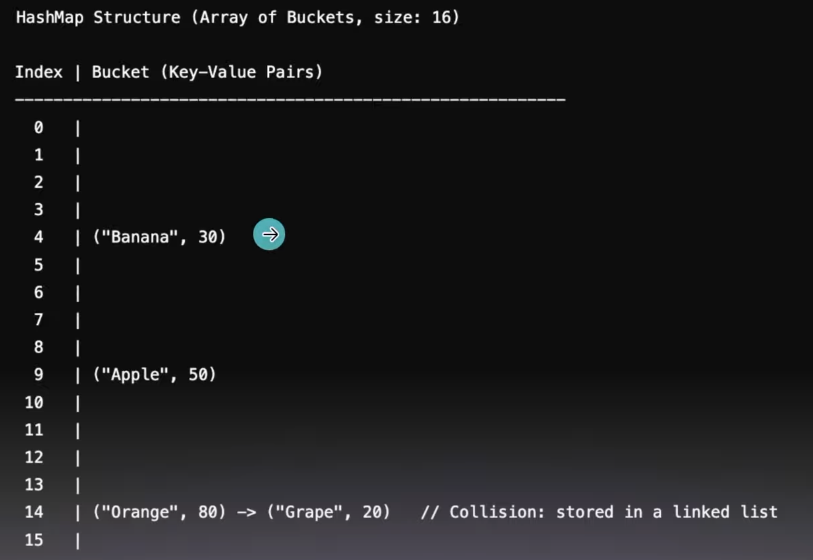 HashMap Structure (Array of Buckets, size: 16)
Index | Bucket (Key-Value Pairs)
---------------------------------------------------------
0 |
1 |
2 |
3 |
4 | ("Banana", 30)
5 |
6 |
7 |
8 |
9 | ("Apple", 50)
10 |
11 |
12 |
13 |
14 | ("Orange", 80) -> ("Grape", 20) // Collision: stored in a linked list
15 |